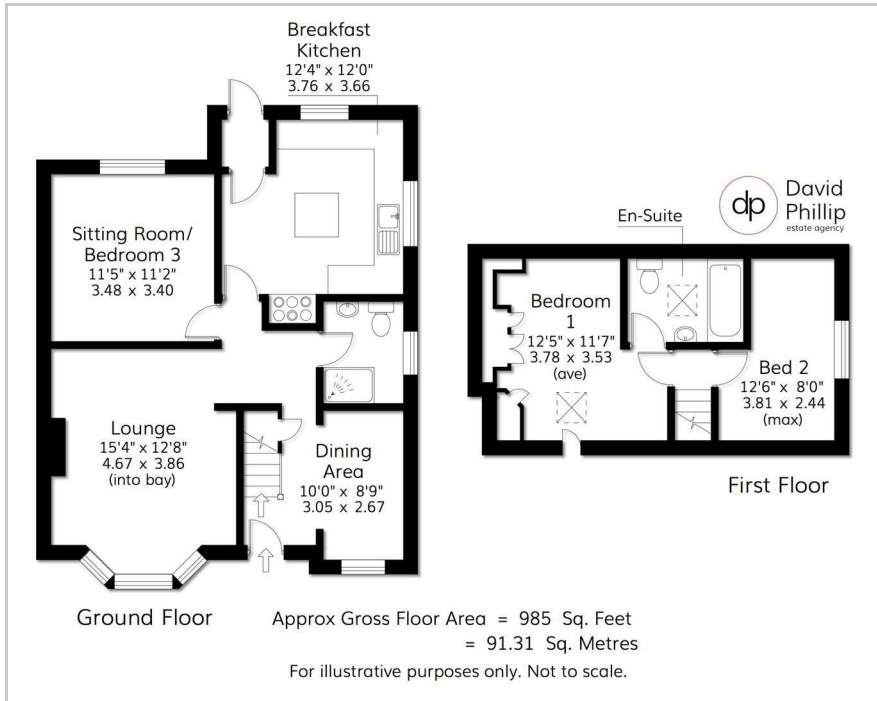 Breakfast
Kitchen
12'4" x 12'0"
3.76 x 3.66
Sitting Room/
Bedroom 3
11'5" x 11'2"
3.48 x 3.40
Lounge
15'4" x 12'8"
4.67 x 3.86
(into bay)
Dining
Area
10'0" x 8'9"
3.05 x 2.67
Ground Floor
dp
David
Phillip
estate agency
En-Suite
Bedroom
1
12'5" x 11'7"
3.78 x 3.53
(ave)
Bed 2
12'6" x 8'0"
3.81 x 2.44
(max)
First Floor
Approx Gross Floor Area = 985 Sq. Feet
= 91.31 Sq. Metres
For illustrative purposes only. Not to scale.